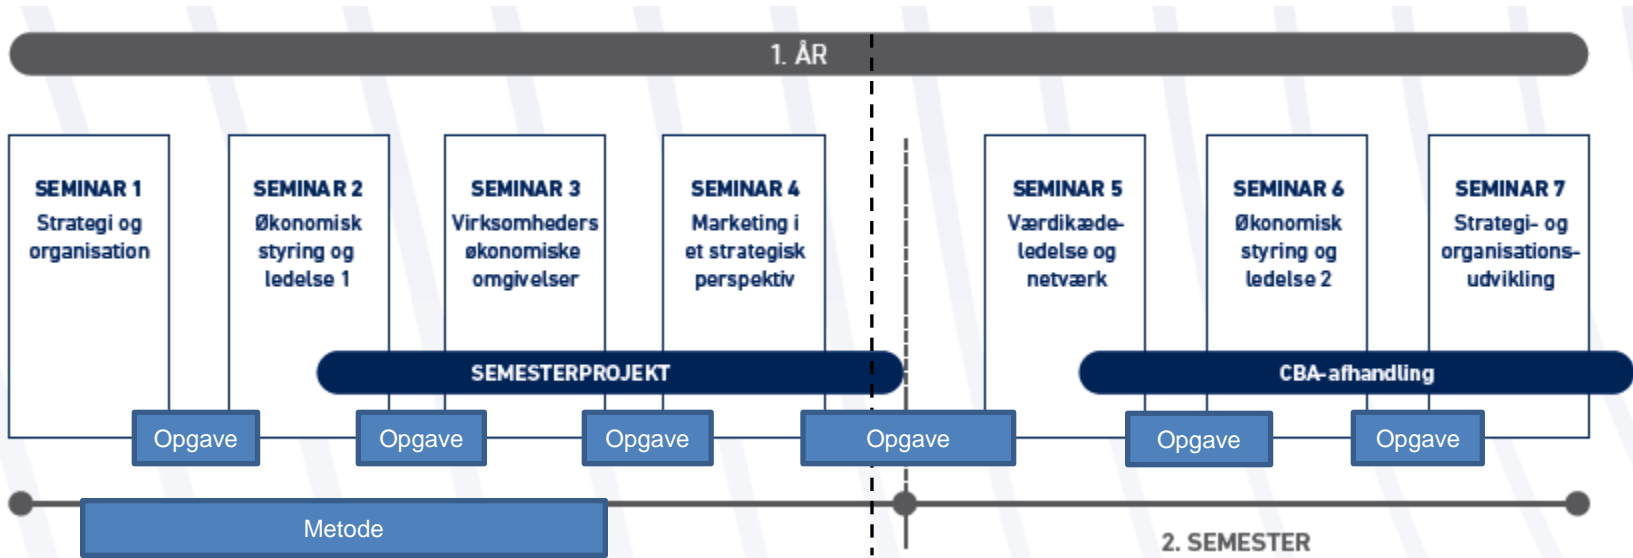 1. ÅR
SEMINAR 1
Strategi og
organisation
SEMINAR 2
Økonomisk
styring og
ledelse 1
SEMINAR 3
Virksomheders
økonomiske
omgivelser
SEMINAR 4
Marketing i
et strategisk
perspektiv
SEMINAR 5
Værdikæde-
ledelse og
netværk
SEMINAR 6
Økonomisk
styring og
ledelse 2
SEMINAR 7
Strategi- og
organisations-
udvikling
SEMESTERPROJEKT
CBA-afhandling
Opgave
Opgave
Opgave
Opgave
Opgave
Opgave
Metode
2. SEMESTER